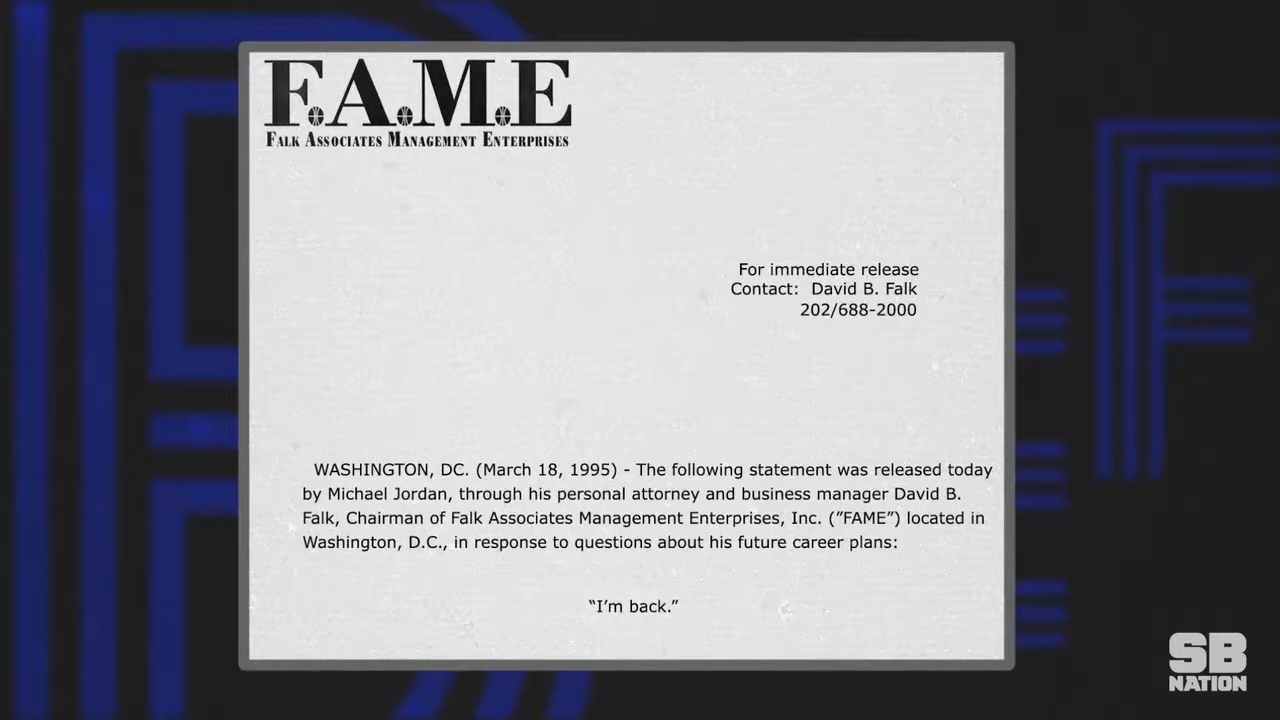 F.A.M.E
FALK ASSOCIATES MANAGEMENT ENTERPRISES
For immediate release
Contact: David B. Falk
202/688-2000
WASHINGTON, DC. (March 18, 1995) - The following statement was released today
by Michael Jordan, through his personal attorney and business manager David B.
Falk, Chairman of Falk Associates Management Enterprises, Inc. (”FAME”) located in
Washington, D.C., in response to questions about his future career plans:
“I’m back.”
SB
NATION